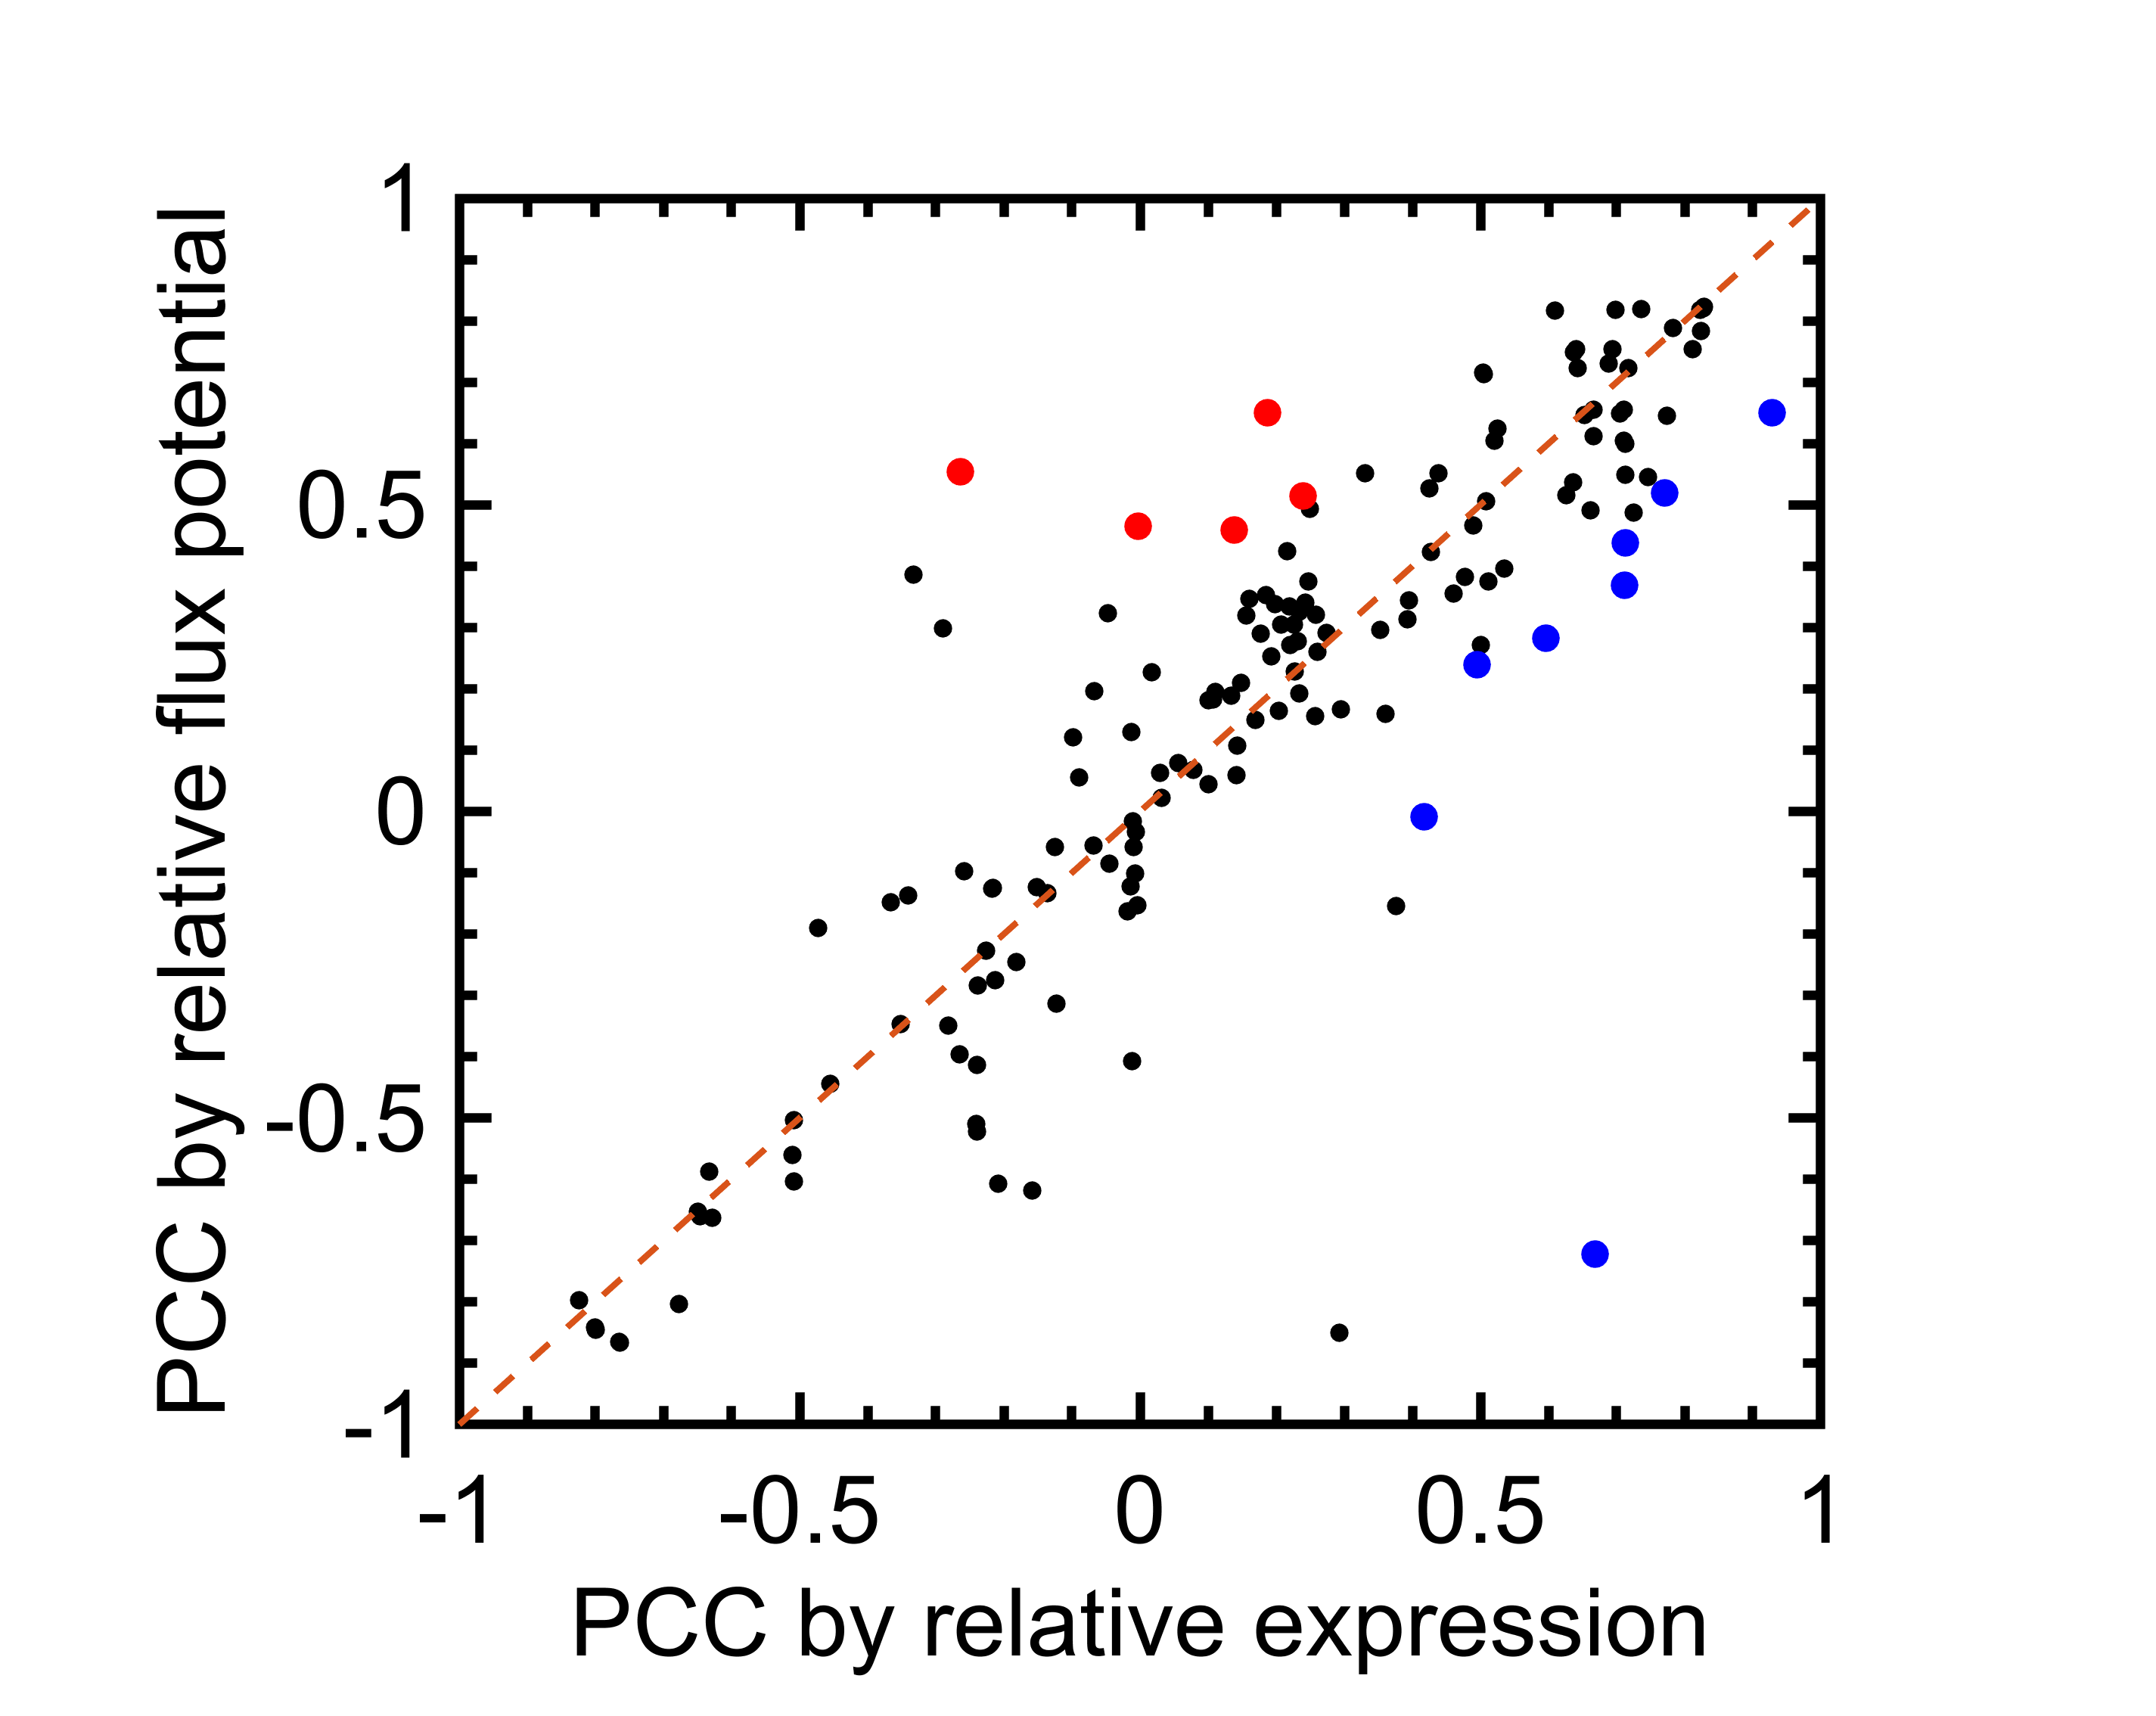 PCC by relative flux potential
1
0.5
0
-0.5
-1
-1 -0.5 0 0.5 1
PCC by relative expression